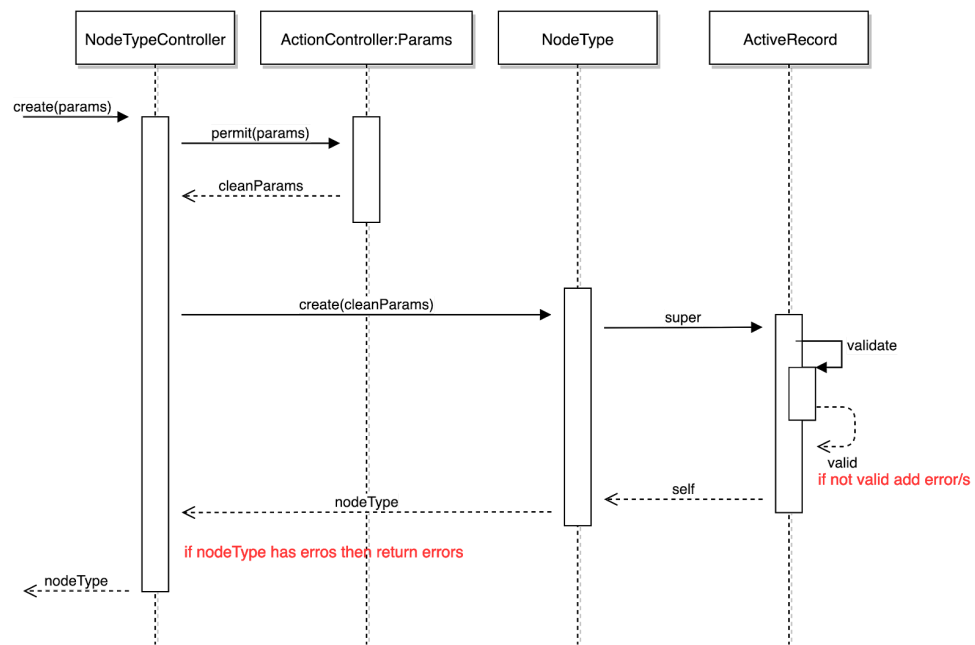 NodeTypeController
ActionController:Params
NodeType
ActiveRecord
create(params)
permit(params)
cleanParams
create(cleanParams)
super
validate
valid
if not valid add error/s
self
nodeType
if nodeType has erros then return errors
nodeType